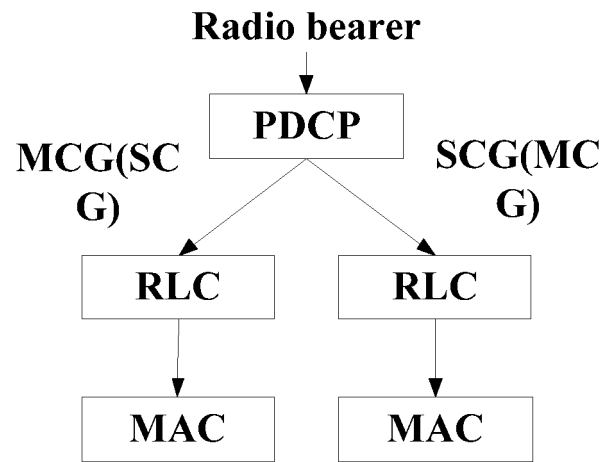 Radio bearer
PDCP
MCG(SC
G)
SCG(MC
G)
RLC
RLC
MAC
MAC